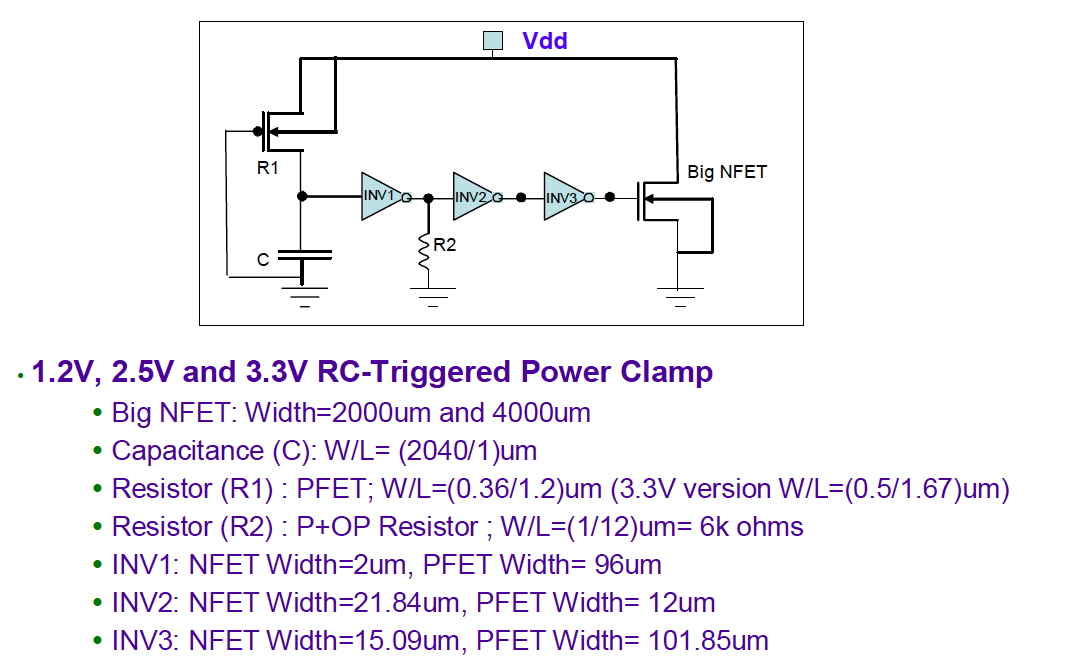 Vdd
R1
Big NFET
INV1
INV2
INV3
R2
C
• 1.2V, 2.5V and 3.3V RC-Triggered Power Clamp
• Big NFET: Width=2000um and 4000um
• Capacitance (C): W/L= (2040/1)um
• Resistor (R1) : PFET; W/L=(0.36/1.2)um (3.3V version W/L=(0.5/1.67)um)
• Resistor (R2) : P+OP Resistor ; W/L=(1/12)um= 6k ohms
• INV1: NFET Width=2um, PFET Width= 96um
• INV2: NFET Width=21.84um, PFET Width= 12um
• INV3: NFET Width=15.09um, PFET Width= 101.85um